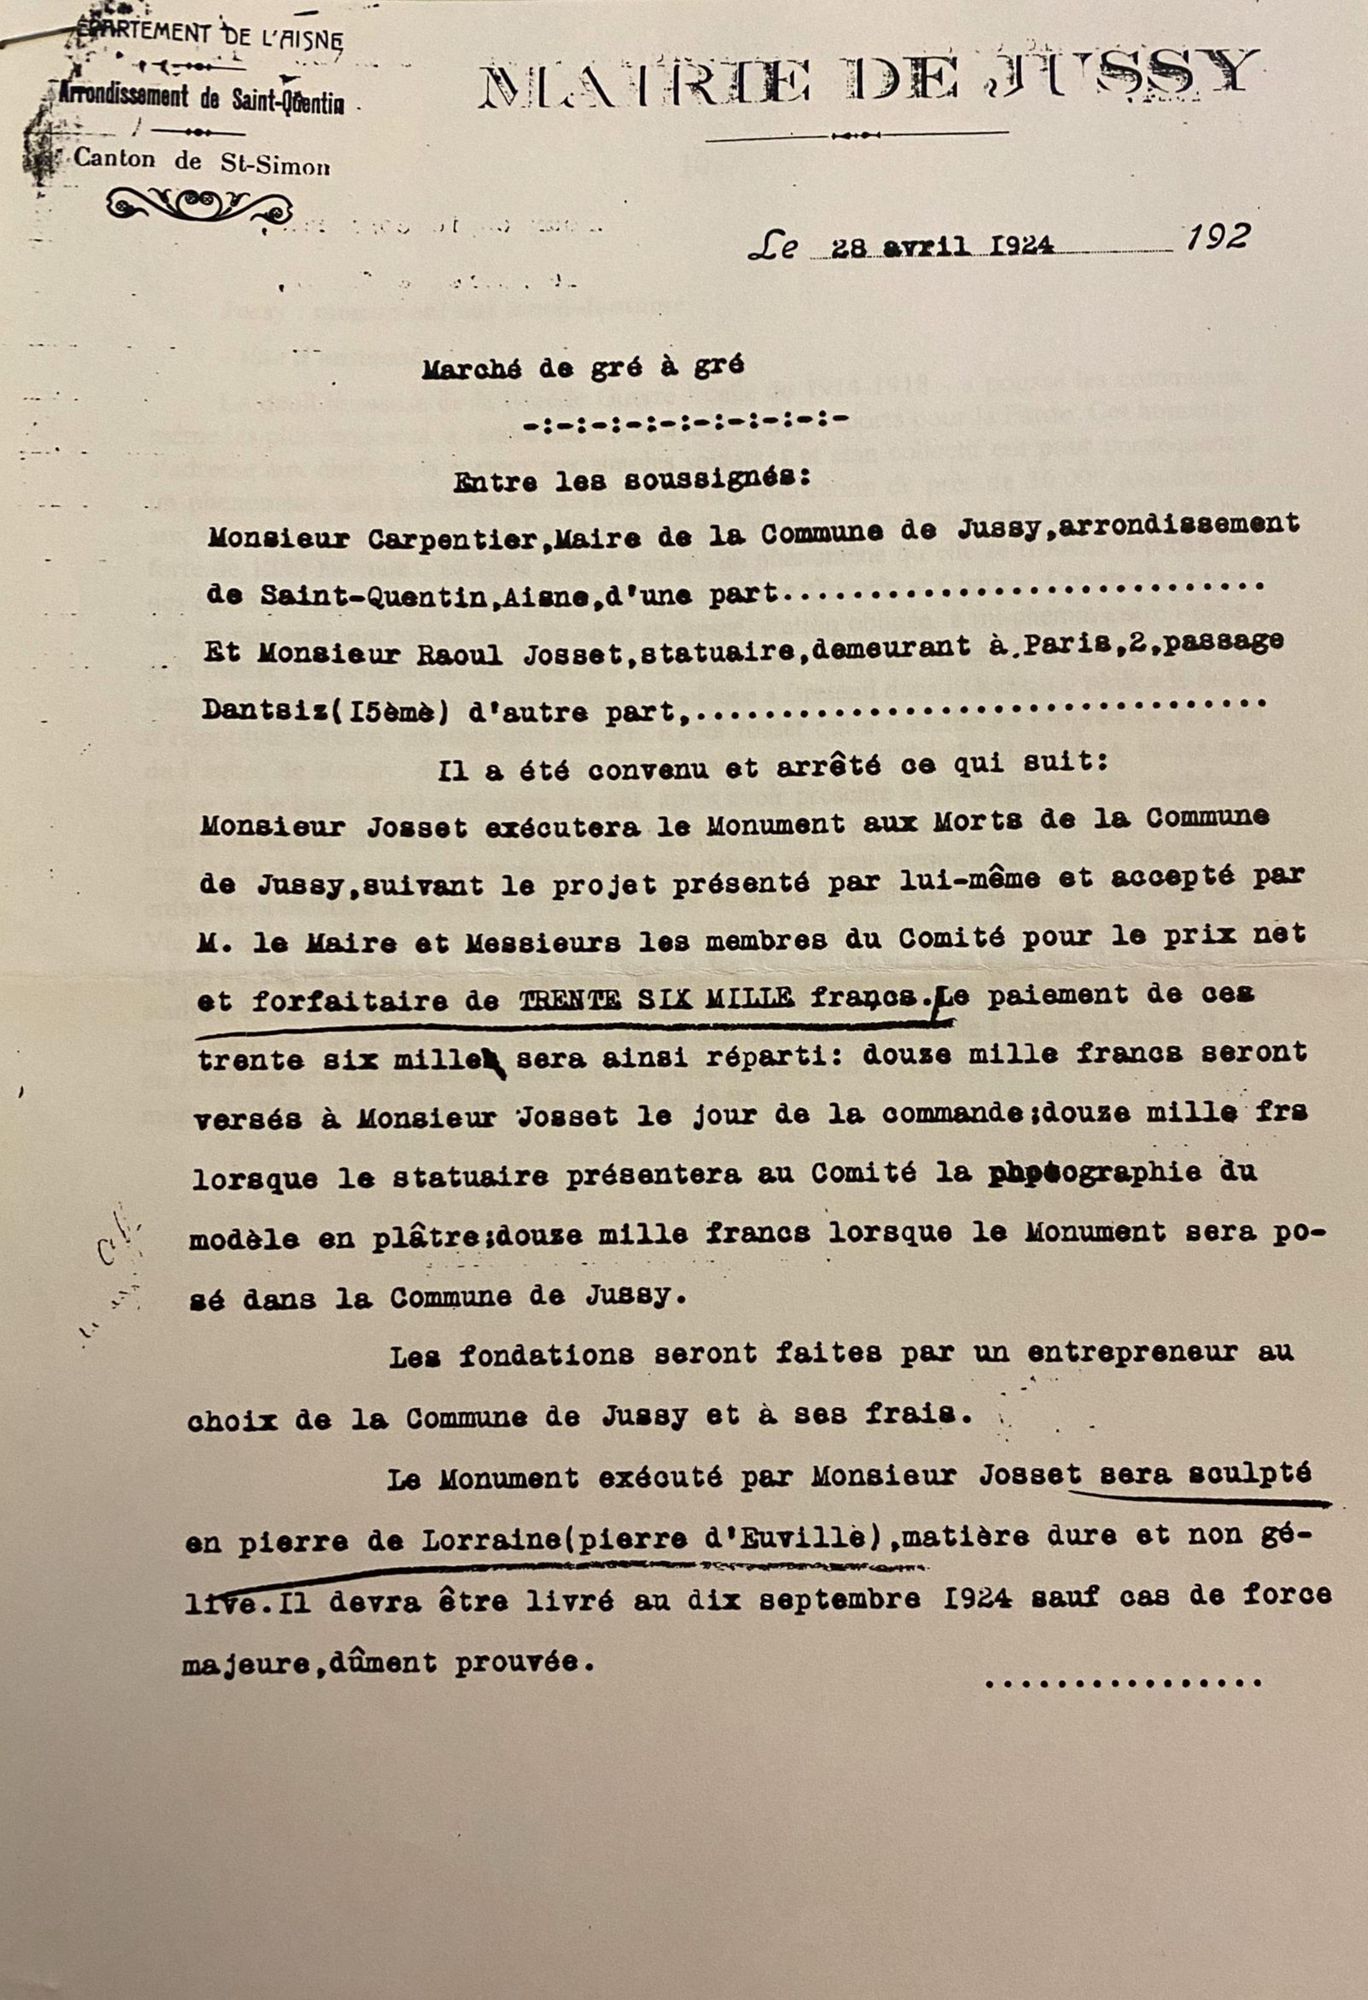 DÉPARTEMENT DE L'AISNE
Arrondissement de Saint-Quentin
Canton de St-Simon
MAIRIE DE JUSSY
Le 28 avril I924 192
Marché de gré à gré
-:-:-:-:-:-:-:-:-:-
Entre les soussignés:
Monsieur Carpentier,Maire de la Commune de Jussy,arrondissement
de Saint-Quentin,Aisne,d'une part...........................
Et Monsieur Raoul Josset,statuaire,demeurant à Paris,2,passage
Dantsiz(I5èmè) d'autre part,................................
Il a été convenu et arrêté ce qui suit:
Monsieur Josset exécutera le Monument aux Morts de la Commune
de Jussy,suivant le projet présenté par lui-même et accepté par
M. le Maire et Messieurs les membres du Comité pour le prix net
et forfaitaire de TRENTE SIX MILLE francs.Le paiement de ces
trente six mille sera ainsi réparti: douze mille francs seront
versés à Monsieur Josset le jour de la commande;douze mille frs
lorsque le statuaire présentera au Comité la photographie du
modèle en plâtre;douze mille francs lorsque le Monument sera po-
sé dans la Commune de Jussy.
Les fondations seront faites par un entrepreneur au
choix de la Commune de Jussy et à ses frais.
Le Monument exécuté par Monsieur Josset sera sculpté
en pierre de Lorraine(pierre d'Euville),matière dure et non gé-
live.Il devra être livré au dix septembre I924 sauf cas de force
majeure,dûment prouvée.
................